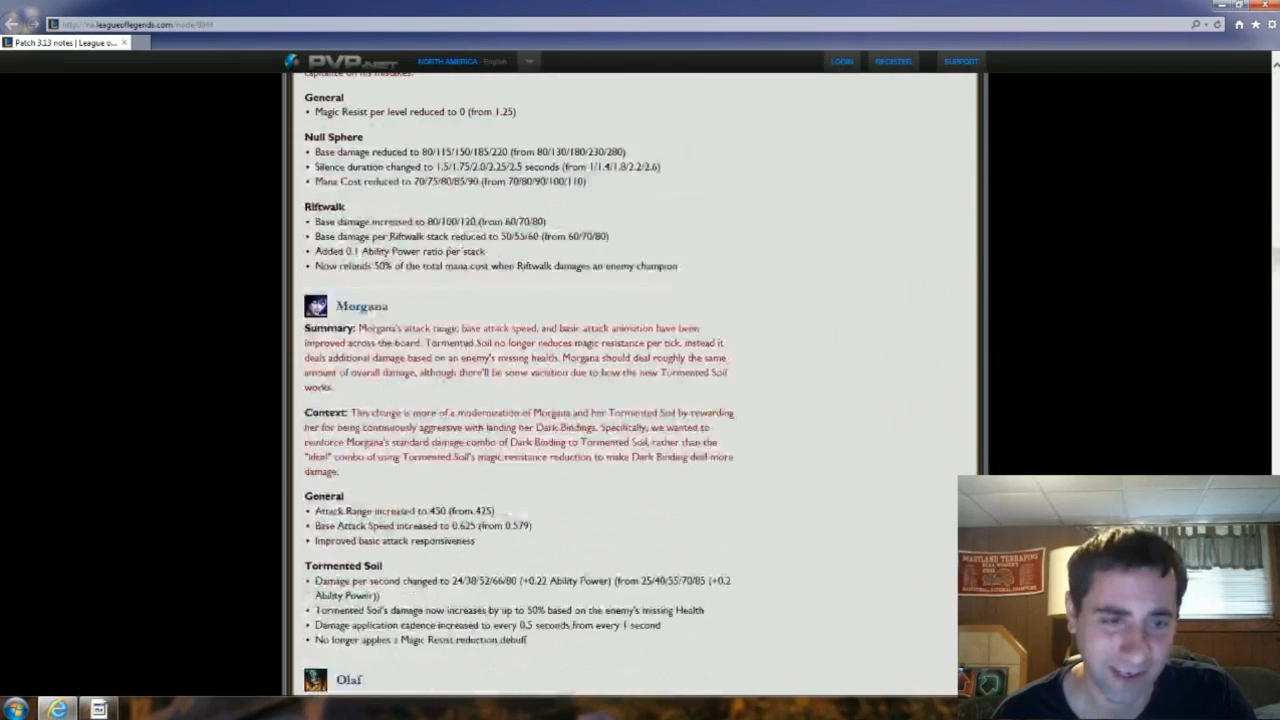 http://na.leagueoflegends.com/node/8944
Patch 3.13 notes | League o...
PVP.NET NORTH AMERICA - English LOGIN REGISTER SUPPORT
capitalize on his mistakes.
General
• Magic Resist per level reduced to 0 (from 1.25)
Null Sphere
• Base damage reduced to 80/115/150/185/220 (from 80/130/180/230/280)
• Silence duration changed to 1.5/1.75/2.0/2.25/2.5 seconds (from 1/1.4/1.8/2.2/2.6)
• Mana Cost reduced to 70/75/80/85/90 (from 70/80/90/100/110)
Riftwalk
• Base damage increased to 80/100/120 (from 60/70/80)
• Base damage per Riftwalk stack reduced to 50/55/60 (from 60/70/80)
• Added 0.1 Ability Power ratio per stack
• Now refunds 50% of the total mana cost when Riftwalk damages an enemy champion
Morgana
Summary: Morgana's attack range, base attack speed, and basic attack animation have been
improved across the board. Tormented Soil no longer reduces magic resistance per tick, instead it
deals additional damage based on an enemy's missing health. Morgana should deal roughly the same
amount of overall damage, although there'll be some variation due to how the new Tormented Soil
works.
Context: This change is more of a modernization of Morgana and her Tormented Soil by rewarding
her for being continuously aggressive with landing her Dark Bindings. Specifically, we wanted to
reinforce Morgana's standard damage combo of Dark Binding to Tormented Soil, rather than the
"ideal" combo of using Tormented Soil's magic resistance reduction to make Dark Binding deal more
damage.
General
• Attack Range increased to 450 (from 425)
• Base Attack Speed increased to 0.625 (from 0.579)
• Improved basic attack responsiveness
Tormented Soil
• Damage per second changed to 24/38/52/66/80 (+0.22 Ability Power) (from 25/40/55/70/85 (+0.2
Ability Power))
• Tormented Soil's damage now increases by up to 50% based on the enemy's missing Health
• Damage application cadence increased to every 0.5 seconds from every 1 second
• No longer applies a Magic Resist reduction debuff
Olaf
MARYLAND TERRAPINS